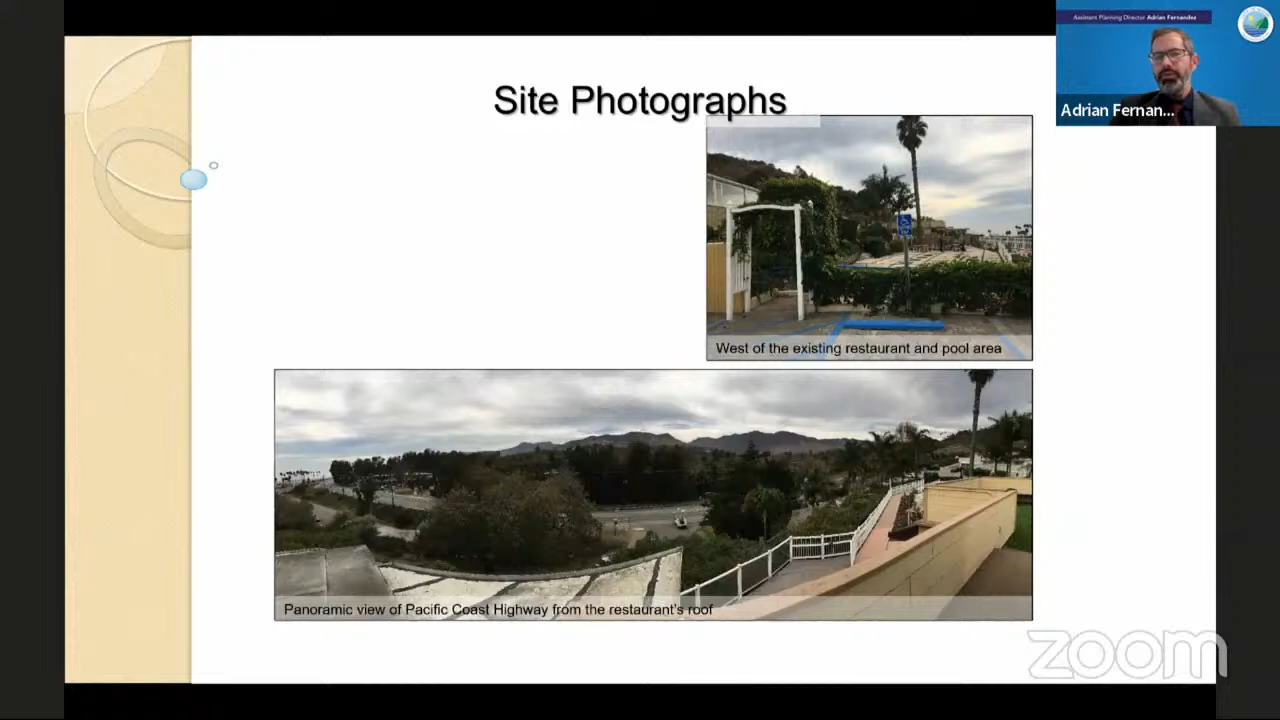 Assistant Planning Director Adrian Fernandez
Adrian Fernan...
Site Photographs
West of the existing restaurant and pool area
Panoramic view of Pacific Coast Highway from the restaurant's roof
zoom